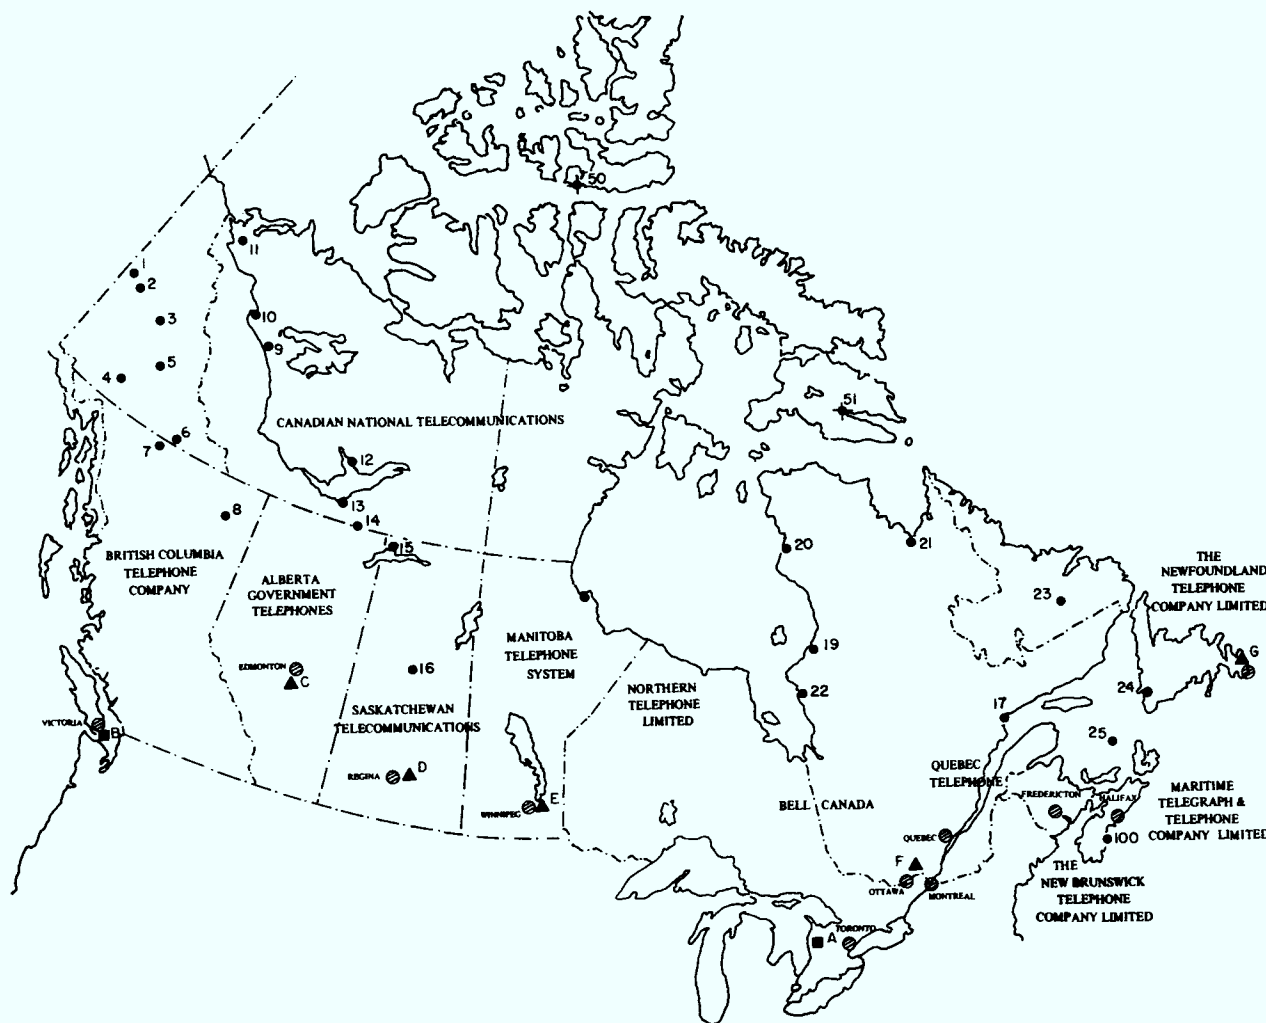 50
1
2
3
4
5
6
7
8
9
10
11
CANADIAN NATIONAL TELECOMMUNICATIONS
12
13
14
15
51
BRITISH COLUMBIA
TELEPHONE
COMPANY
ALBERTA
GOVERNMENT
TELEPHONES
EDMONTON
C
16
SASKATCHEWAN
TELECOMMUNICATIONS
REGINA
D
VICTORIA
B
MANITOBA
TELEPHONE
SYSTEM
WINNIPEG
E
NORTHERN
TELEPHONE
LIMITED
20
21
19
22
23
THE
NEWFOUNDLAND
TELEPHONE
COMPANY LIMITED
G
24
17
25
QUEBEC
TELEPHONE
BELL CANADA
QUEBEC
F
OTTAWA
MONTREAL
TORONTO
A
FREDERICTON
HALIFAX
100
MARITIME
TELEGRAPH &
TELEPHONE
COMPANY LIMITED
THE
NEW BRUNSWICK
TELEPHONE
COMPANY LIMITED